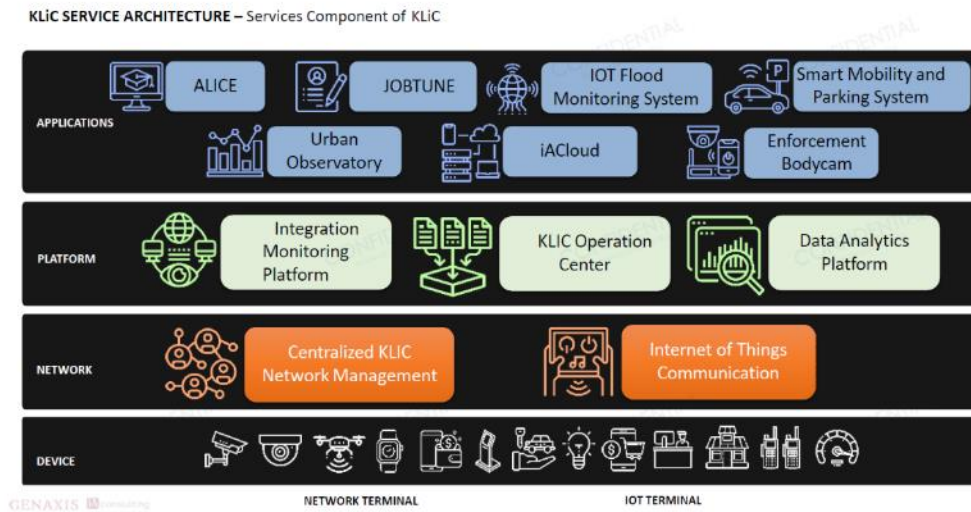 KLiC SERVICE ARCHITECTURE – Services Component of KLiC
CONFIDENTIAL
APPLICATIONS
ALICE
JOBTUNE
IOT Flood
Monitoring System
P
Smart Mobility and
Parking System
Urban
Observatory
iACloud
Enforcement
Bodycam
PLATFORM
Integration
Monitoring
Platform
KLIC Operation
Center
Data Analytics
Platform
NETWORK
Centralized KLIC
Network Management
Internet of Things
Communication
DEVICE
NETWORK TERMINAL
IOT TERMINAL
GENAXIS
consulting